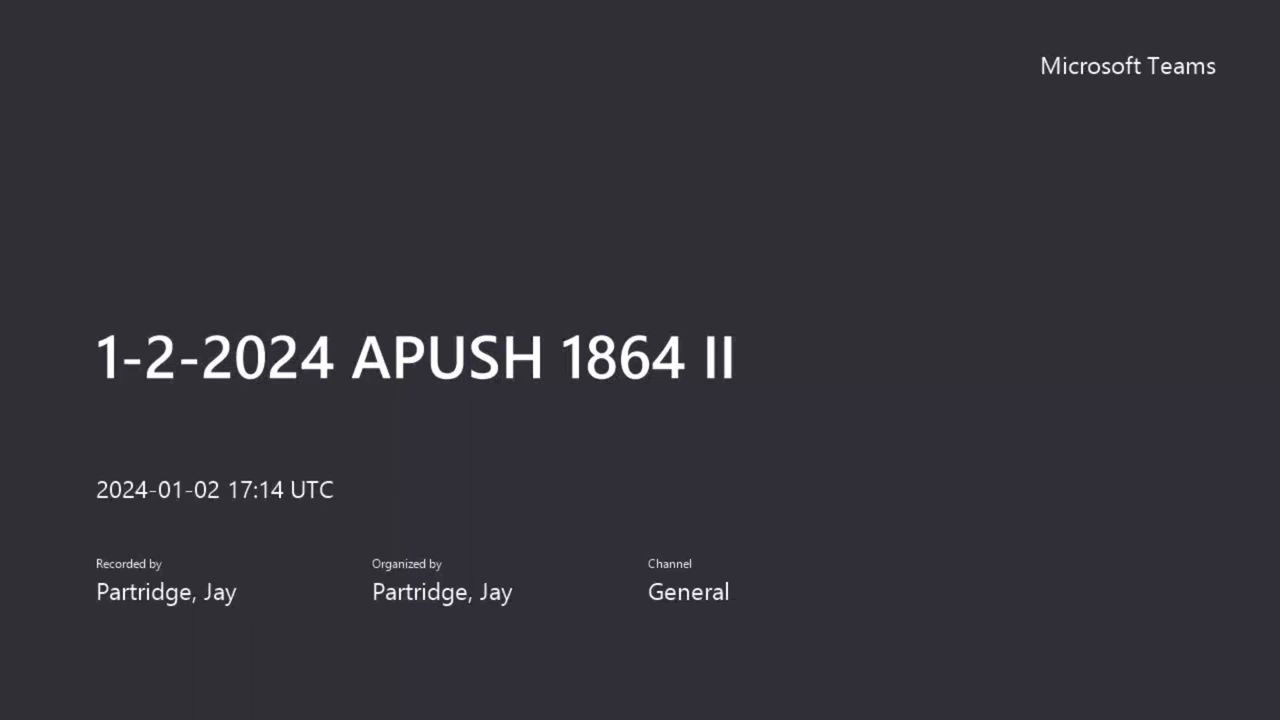 Microsoft Teams
1-2-2024 APUSH 1864 II
2024-01-02 17:14 UTC
Recorded by
Partridge, Jay
Organized by
Partridge, Jay
Channel
General